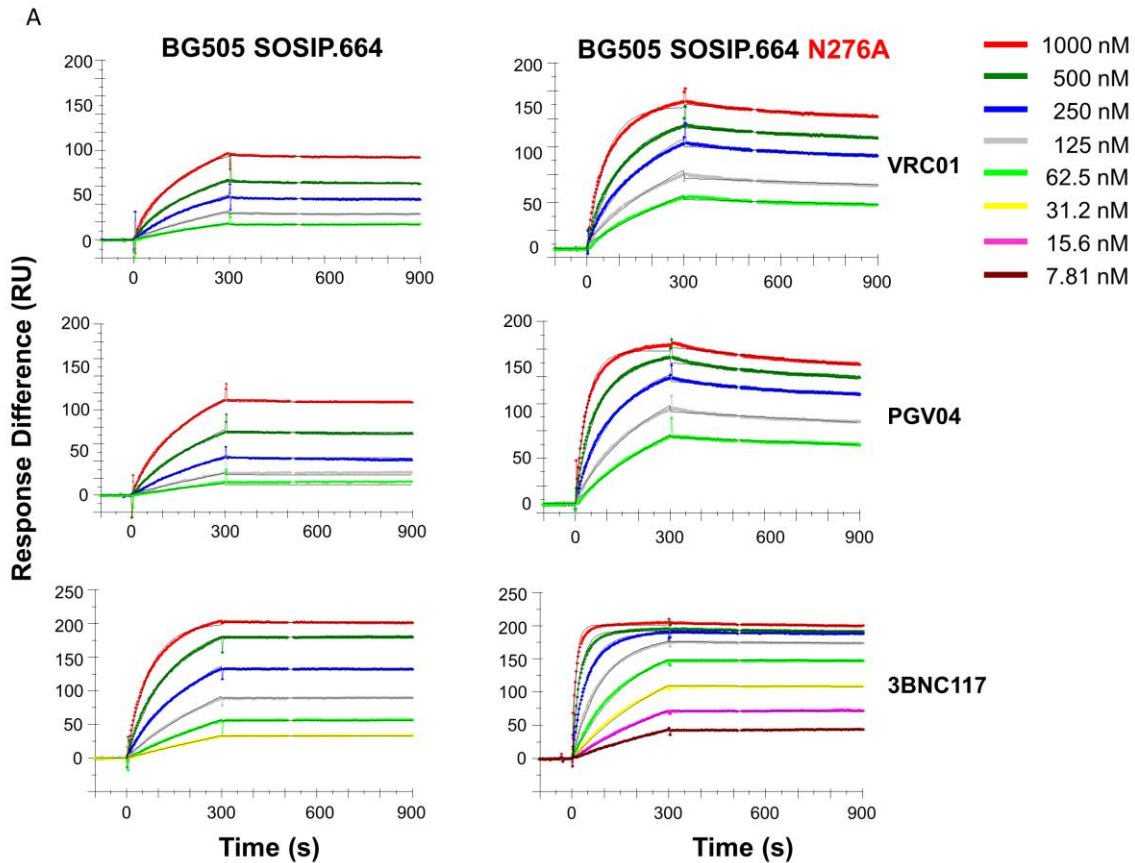 A
BG505 SOSIP.664
BG505 SOSIP.664 N276A
1000 nM
500 nM
250 nM
125 nM
62.5 nM
31.2 nM
15.6 nM
7.81 nM
Response Difference (RU)
200
150
100
50
0
0 300 600 900
200
150
100
50
0
0 300 600 900
VRC01
200
150
100
50
0
0 300 600 900
200
150
100
50
0
0 300 600 900
PGV04
250
200
150
100
50
0
0 300 600 900
250
200
150
100
50
0
0 300 600 900
3BNC117
Time (s)
Time (s)